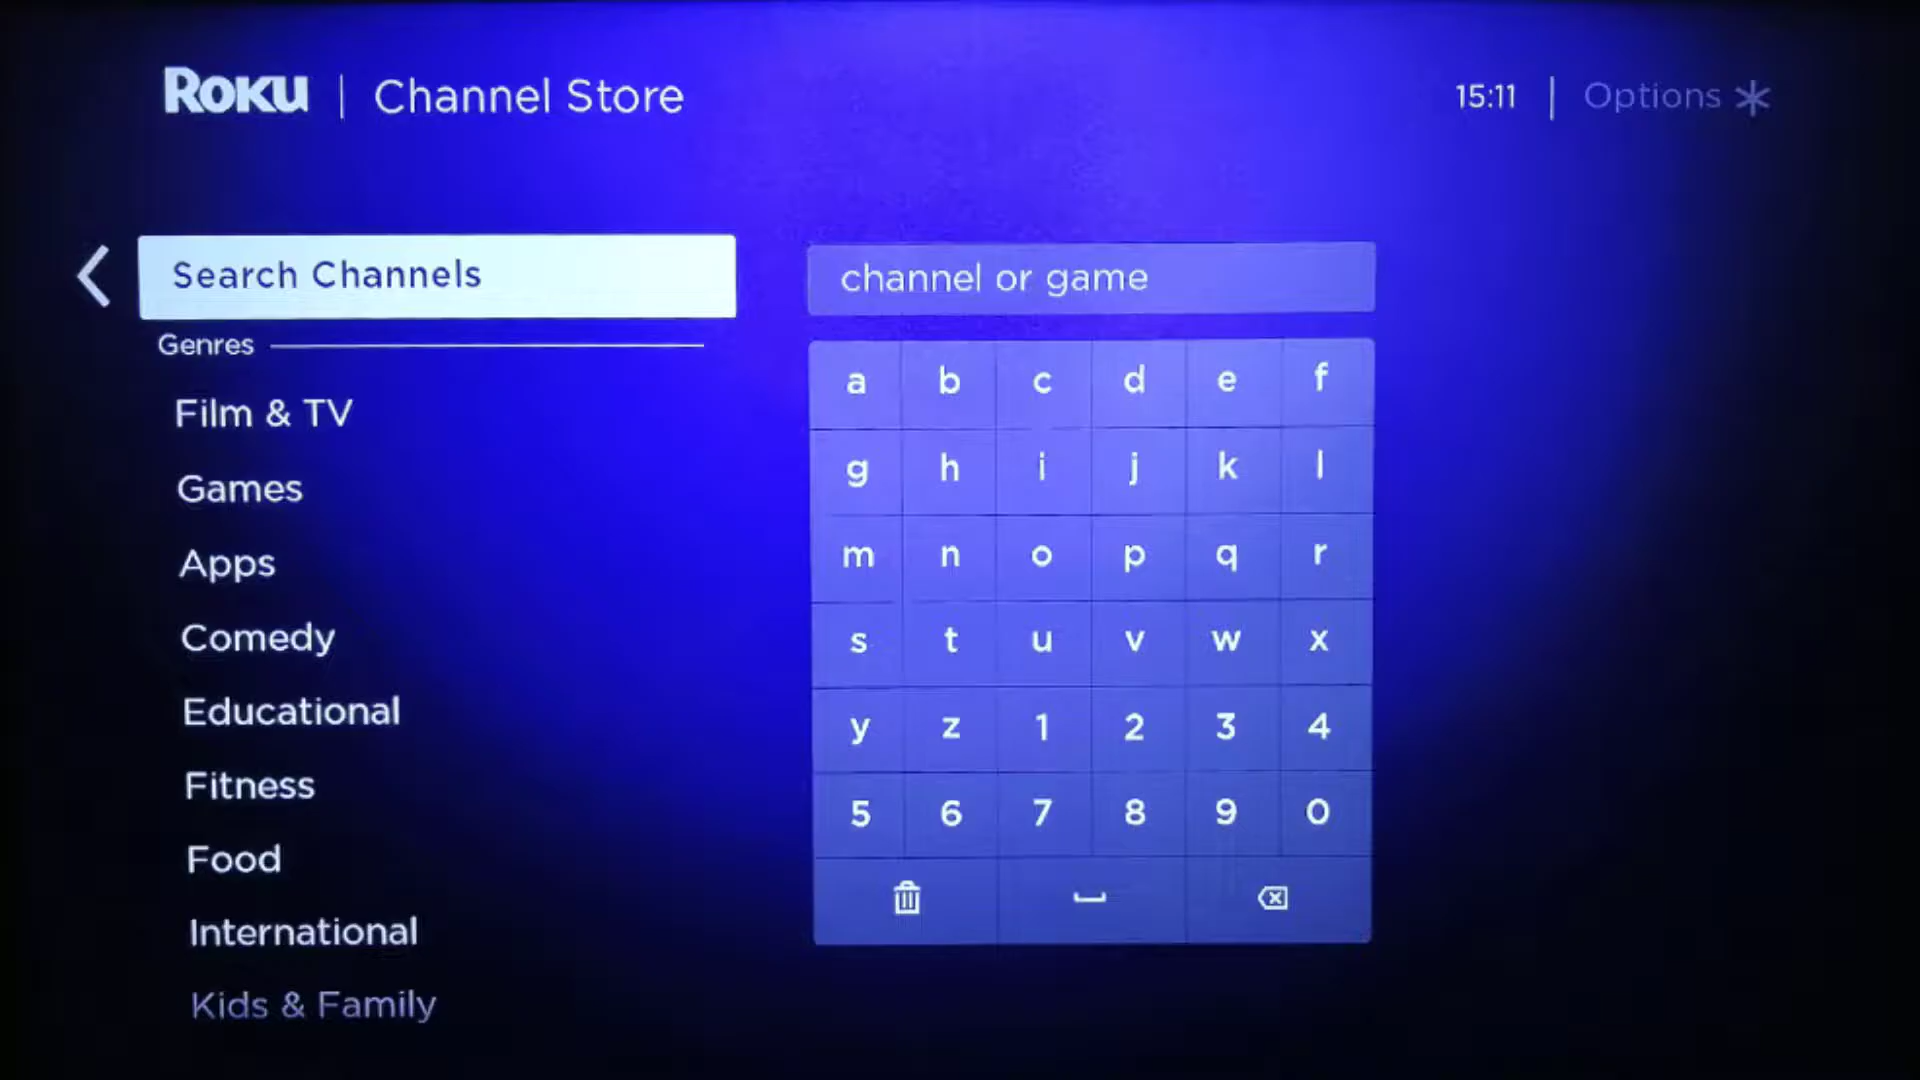 Roku | Channel Store
15:11 | Options
Search Channels
Genres
Film & TV
Games
Apps
Comedy
Educational
Fitness
Food
International
Kids & Family
channel or game
a b c d e f
g h i j k l
m n o p q r
s t u v w x
y z 1 2 3 4
5 6 7 8 9 0